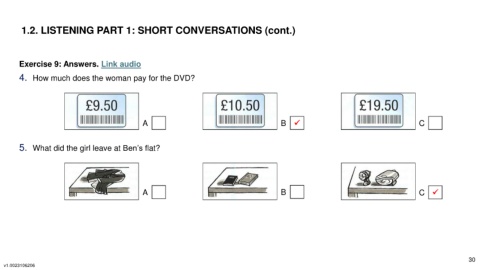 1.2. LISTENING PART 1: SHORT CONVERSATIONS (cont.)
Exercise 9: Answers. Link audio
4. How much does the woman pay for the DVD?
£9.50 £10.50 £19.50
A B C
5. What did the girl leave at Ben's flat?
A B C
30
v1.0023106206